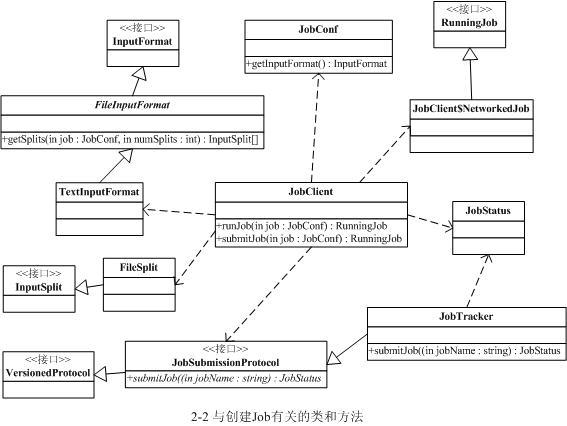 <<接口>>
InputFormat
JobConf
+getInputFormat() : InputFormat
<<接口>>
RunningJob
FileInputFormat
+getSplits(in job : JobConf, in numSplits : int) : InputSplit[]
JobClient$NetworkedJob
TextInputFormat
JobClient
+runJob(in job : JobConf) : RunningJob
+submitJob(in job : JobConf) : RunningJob
JobStatus
<<接口>>
InputSplit
FileSplit
JobTracker
+submitJob((in jobName : string) : JobStatus
<<接口>>
VersionedProtocol
<<接口>>
JobSubmissionProtocol
+submitJob((in jobName : string) : JobStatus
2-2 与创建Job有关的类和方法